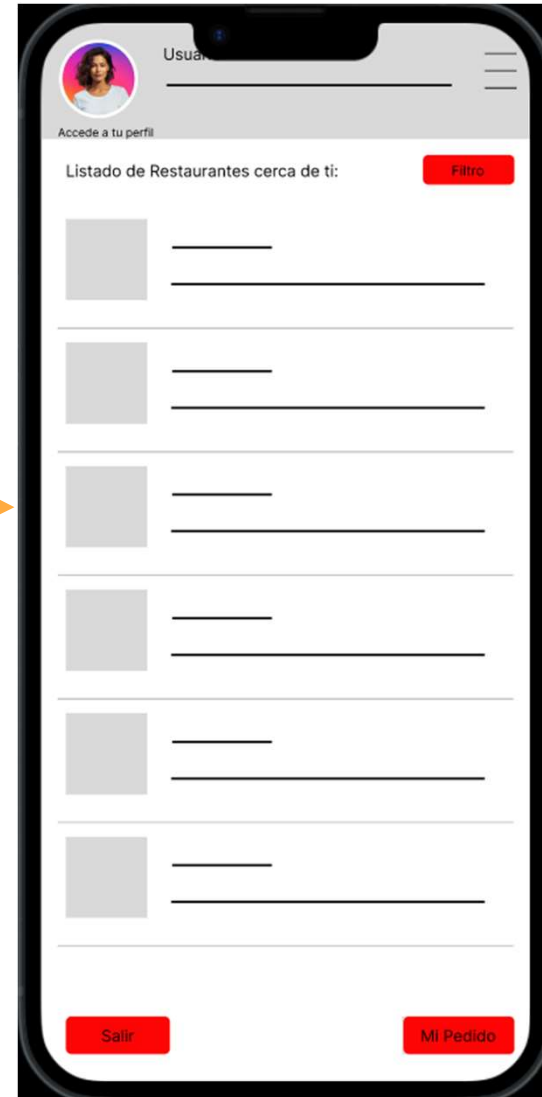 Accede a tu perfil
Listado de Restaurantes cerca de ti:
Filtro
Salir
Mi Pedido